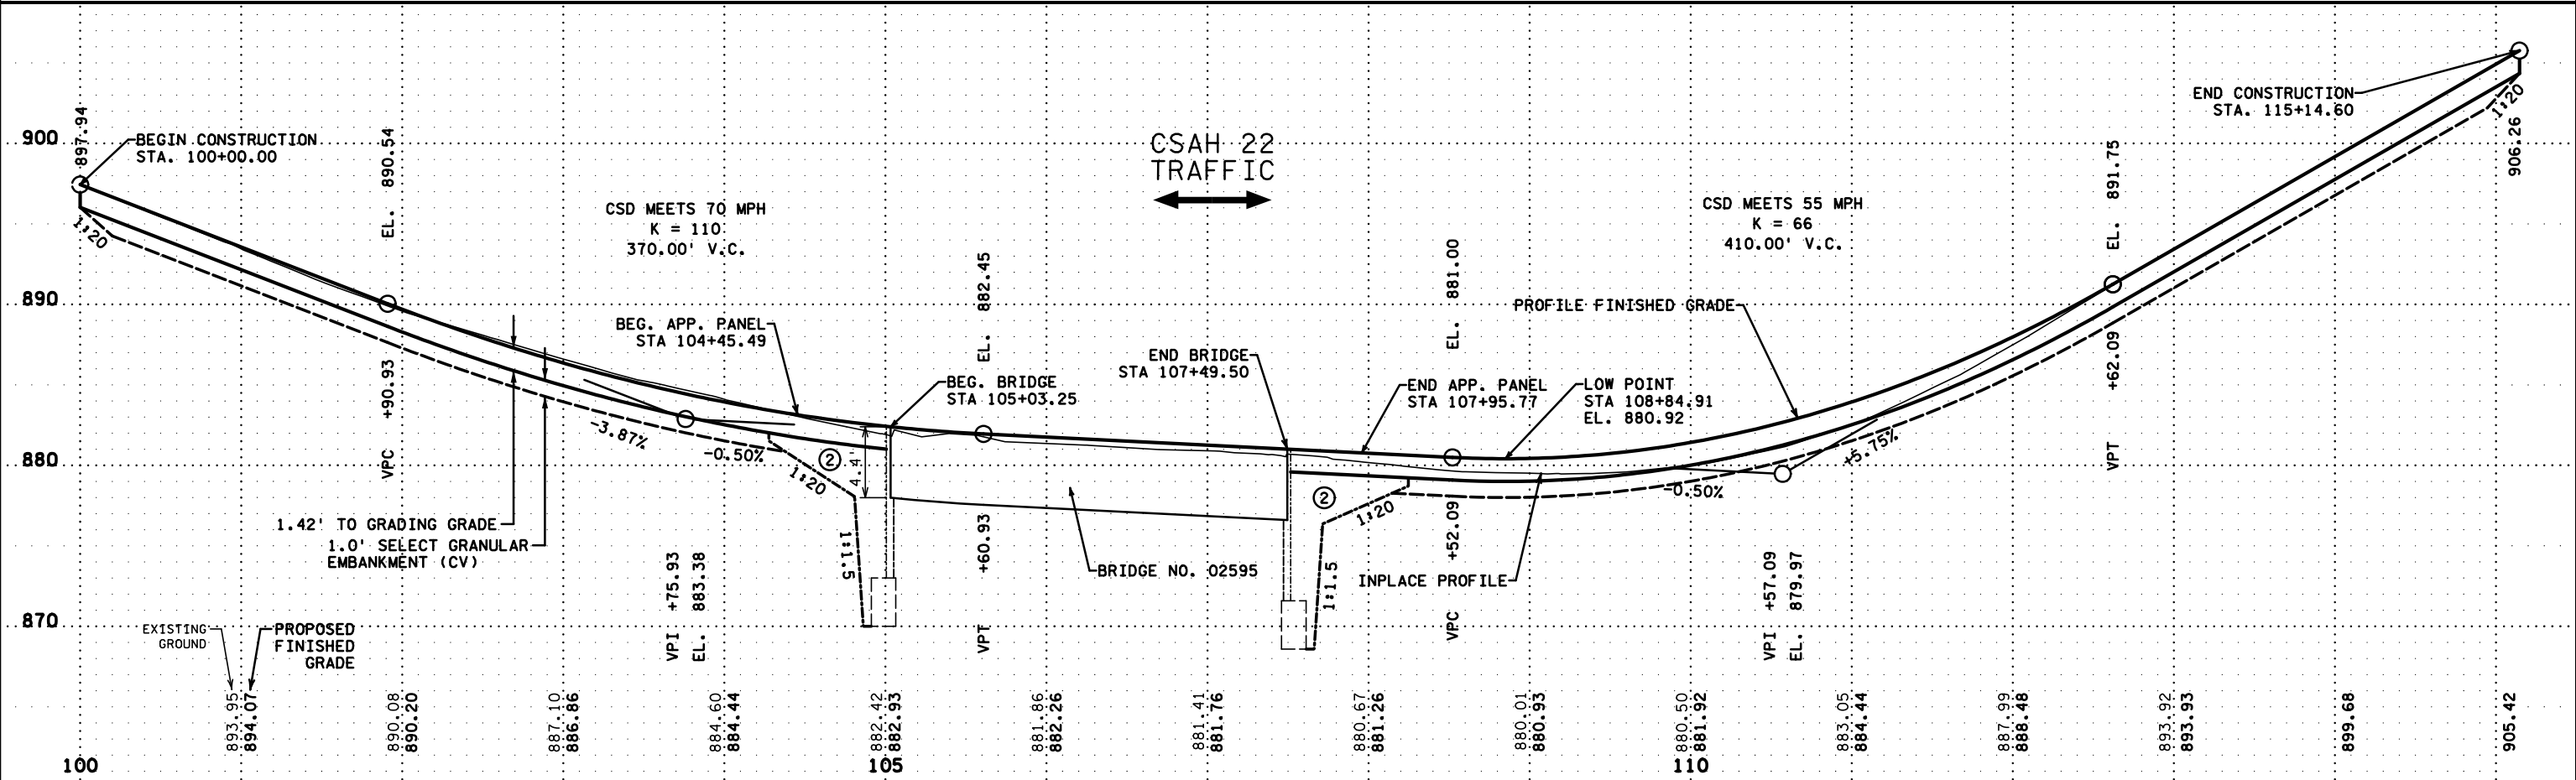 900
890
880
870
897.94
BEGIN CONSTRUCTION
STA. 100+00.00
1:20
EL. 890.54
VPC +90.93
CSD MEETS 70 MPH
K = 110
370.00' V.C.
BEG. APP. PANEL
STA 104+45.49
1.42' TO GRADING GRADE
1.0' SELECT GRANULAR
EMBANKMENT (CV)
-3.87%
-0.50%
VPI +75.93
EL. 883.38
1:20
2
4.4'
1:1.5
BEG. BRIDGE
STA 105+03.25
EL. 882.45
VPT +60.93
CSAH 22
TRAFFIC
BRIDGE NO. 02595
END BRIDGE
STA 107+49.50
2
1:20
1:1.5
END APP. PANEL
STA 107+95.77
EL. 881.00
VPC +52.09
LOW POINT
STA 108+84.91
EL. 880.92
INPLACE PROFILE
PROFILE FINISHED GRADE
CSD MEETS 55 MPH
K = 66
410.00' V.C.
-0.50%
+5.75%
VPI +57.09
EL. 879.97
EL. 891.75
VPT +62.09
END CONSTRUCTION
STA. 115+14.60
1:20
906.26
EXISTING
GROUND
PROPOSED
FINISHED
GRADE
893.95
894.07
890.08
890.20
887.10
886.86
884.60
884.44
882.42
882.93
881.86
882.26
881.41
881.76
880.67
881.26
880.01
880.93
880.50
881.92
883.05
884.44
887.99
888.48
893.92
893.93
899.68
905.42
100
105
110